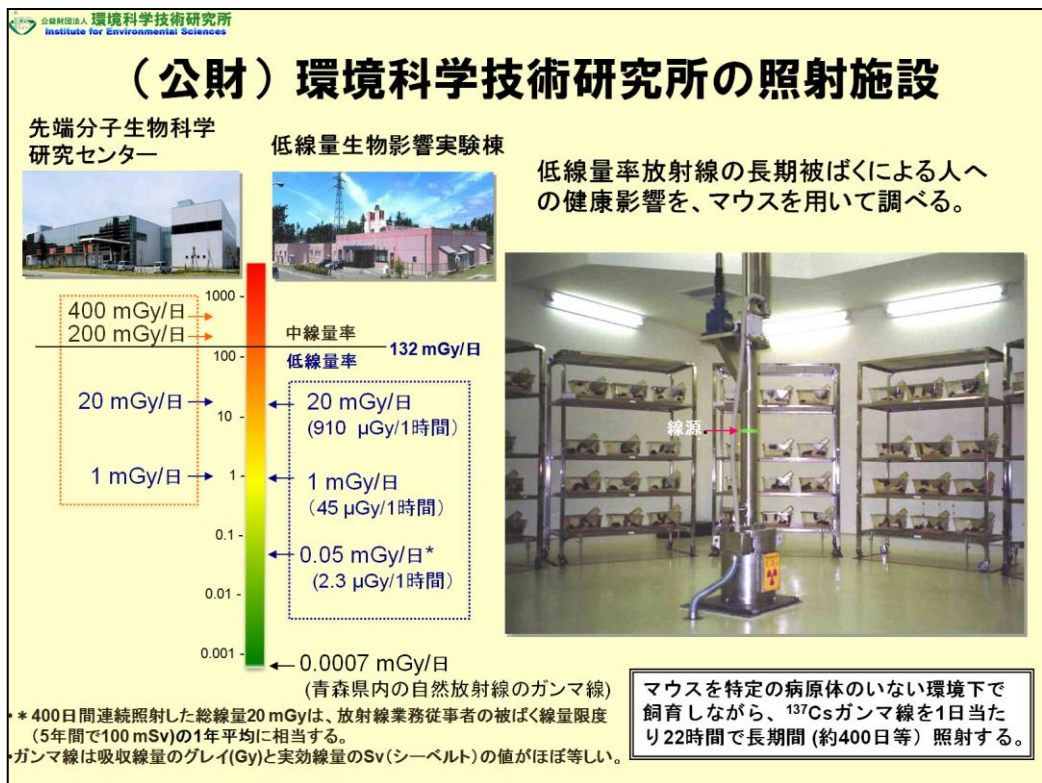 公益財団法人 環境科学技術研究所
Institute for Environmental Sciences
（公財）環境科学技術研究所の照射施設
先端分子生物科学
研究センター
低線量生物影響実験棟
低線量率放射線の長期被ばくによる人へ
の健康影響を、マウスを用いて調べる。
1000 -
400 mGy/日
200 mGy/日
中線量率
132 mGy/日
100 -
低線量率
20 mGy/日
10 -
20 mGy/日
(910 μGy/1時間)
1 mGy/日
1 -
1 mGy/日
(45 μGy/1時間)
0.1 -
0.05 mGy/日*
(2.3 μGy/1時間)
0.01 -
0.001 -
0.0007 mGy/日
(青森県内の自然放射線のガンマ線)
線源
・＊400日間連続照射した総線量20 mGyは、放射線業務従事者の被ばく線量限度
（5年間で100 mSv）の1年平均に相当する。
・ガンマ線は吸収線量のグレイ(Gy)と実効線量のSv（シーベルト）の値がほぼ等しい。
マウスを特定の病原体のいない環境下で
飼育しながら、¹³⁷Csガンマ線を1日当た
り22時間で長期間 (約400日等) 照射する。